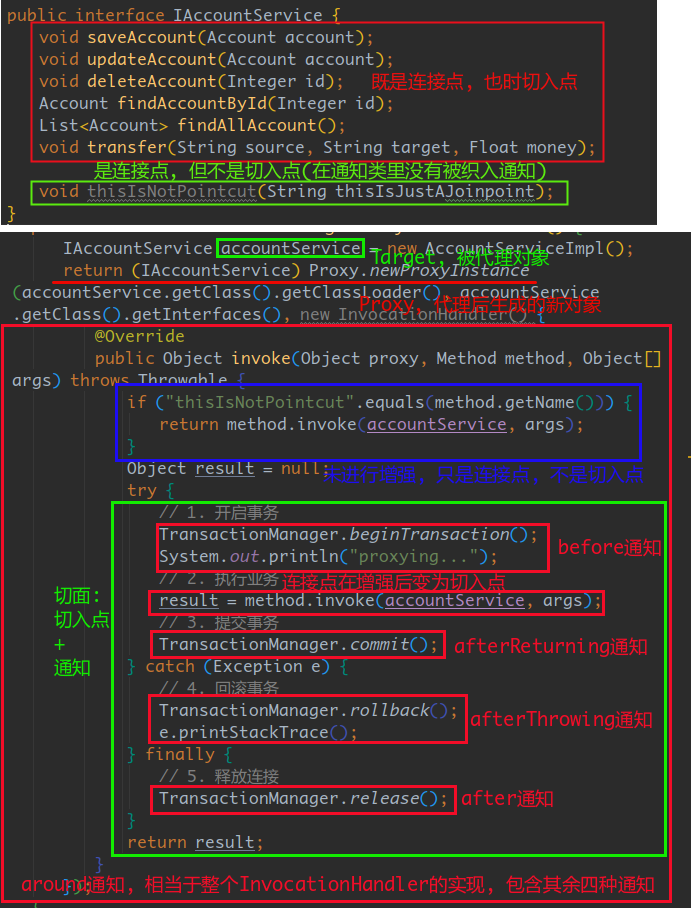 public interface IAccountService {
void saveAccount(Account account);
void updateAccount(Account account);
void deleteAccount(Integer id);  既是连接点，也时切入点
Account findAccountById(Integer id);
List<Account> findAllAccount();
void transfer(String source, String target, Float money);
是连接点，但不是切入点(在通知类里没有被织入通知)
void thisIsNotPointcut(String thisIsJustAJoinpoint);
}
IAccountService accountService = new AccountServiceImpl();
Target，被代理对象
return (IAccountService) Proxy.newProxyInstance
(accountService.getClass().getClassLoader(), accountService
Proxy，代理后生成的新对象
.getClass().getInterfaces(), new InvocationHandler() {
@Override
public Object invoke(Object proxy, Method method, Object[]
args) throws Throwable {
if ("thisIsNotPointcut".equals(method.getName())) {
return method.invoke(accountService, args);
}
Object result = null;
未进行增强，只是连接点，不是切入点
try {
// 1. 开启事务
TransactionManager.beginTransaction();
System.out.println("proxying...");
before通知
// 2. 执行业务
连接点在增强后变为切入点
切面:
切入点
+
通知
result = method.invoke(accountService, args);
// 3. 提交事务
TransactionManager.commit();
afterReturning通知
} catch (Exception e) {
// 4. 回滚事务
TransactionManager.rollback();
e.printStackTrace();
afterThrowing通知
} finally {
// 5. 释放连接
TransactionManager.release();
after通知
}
return result;
}
around通知，相当于整个InvocationHandler的实现，包含其余四种通知
});